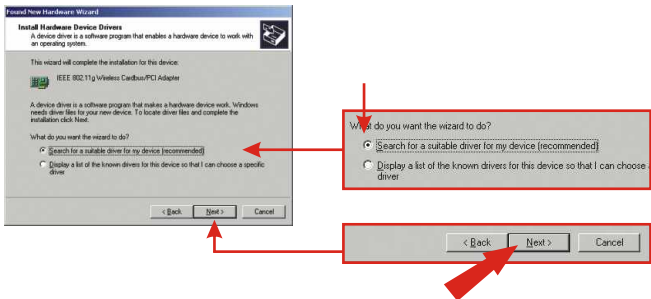 Found New Hardware Wizard
Install Hardware Device Drivers
A device driver is a software program that enables a hardware device to work with
an operating system.
This wizard will complete the installation for this device:
IEEE 802.11g Wireless Cardbus/PCI Adapter
A device driver is a software program that makes a hardware device work. Windows
needs driver files for your new device. To locate driver files and complete the
installation click Next.
What do you want the wizard to do?
Search for a suitable driver for my device (recommended)
Display a list of the known drivers for this device so that I can choose a specific
driver
< Back Next > Cancel
What do you want the wizard to do?
Search for a suitable driver for my device (recommended)
Display a list of the known drivers for this device so that I can choose a
driver
< Back Next > Cancel